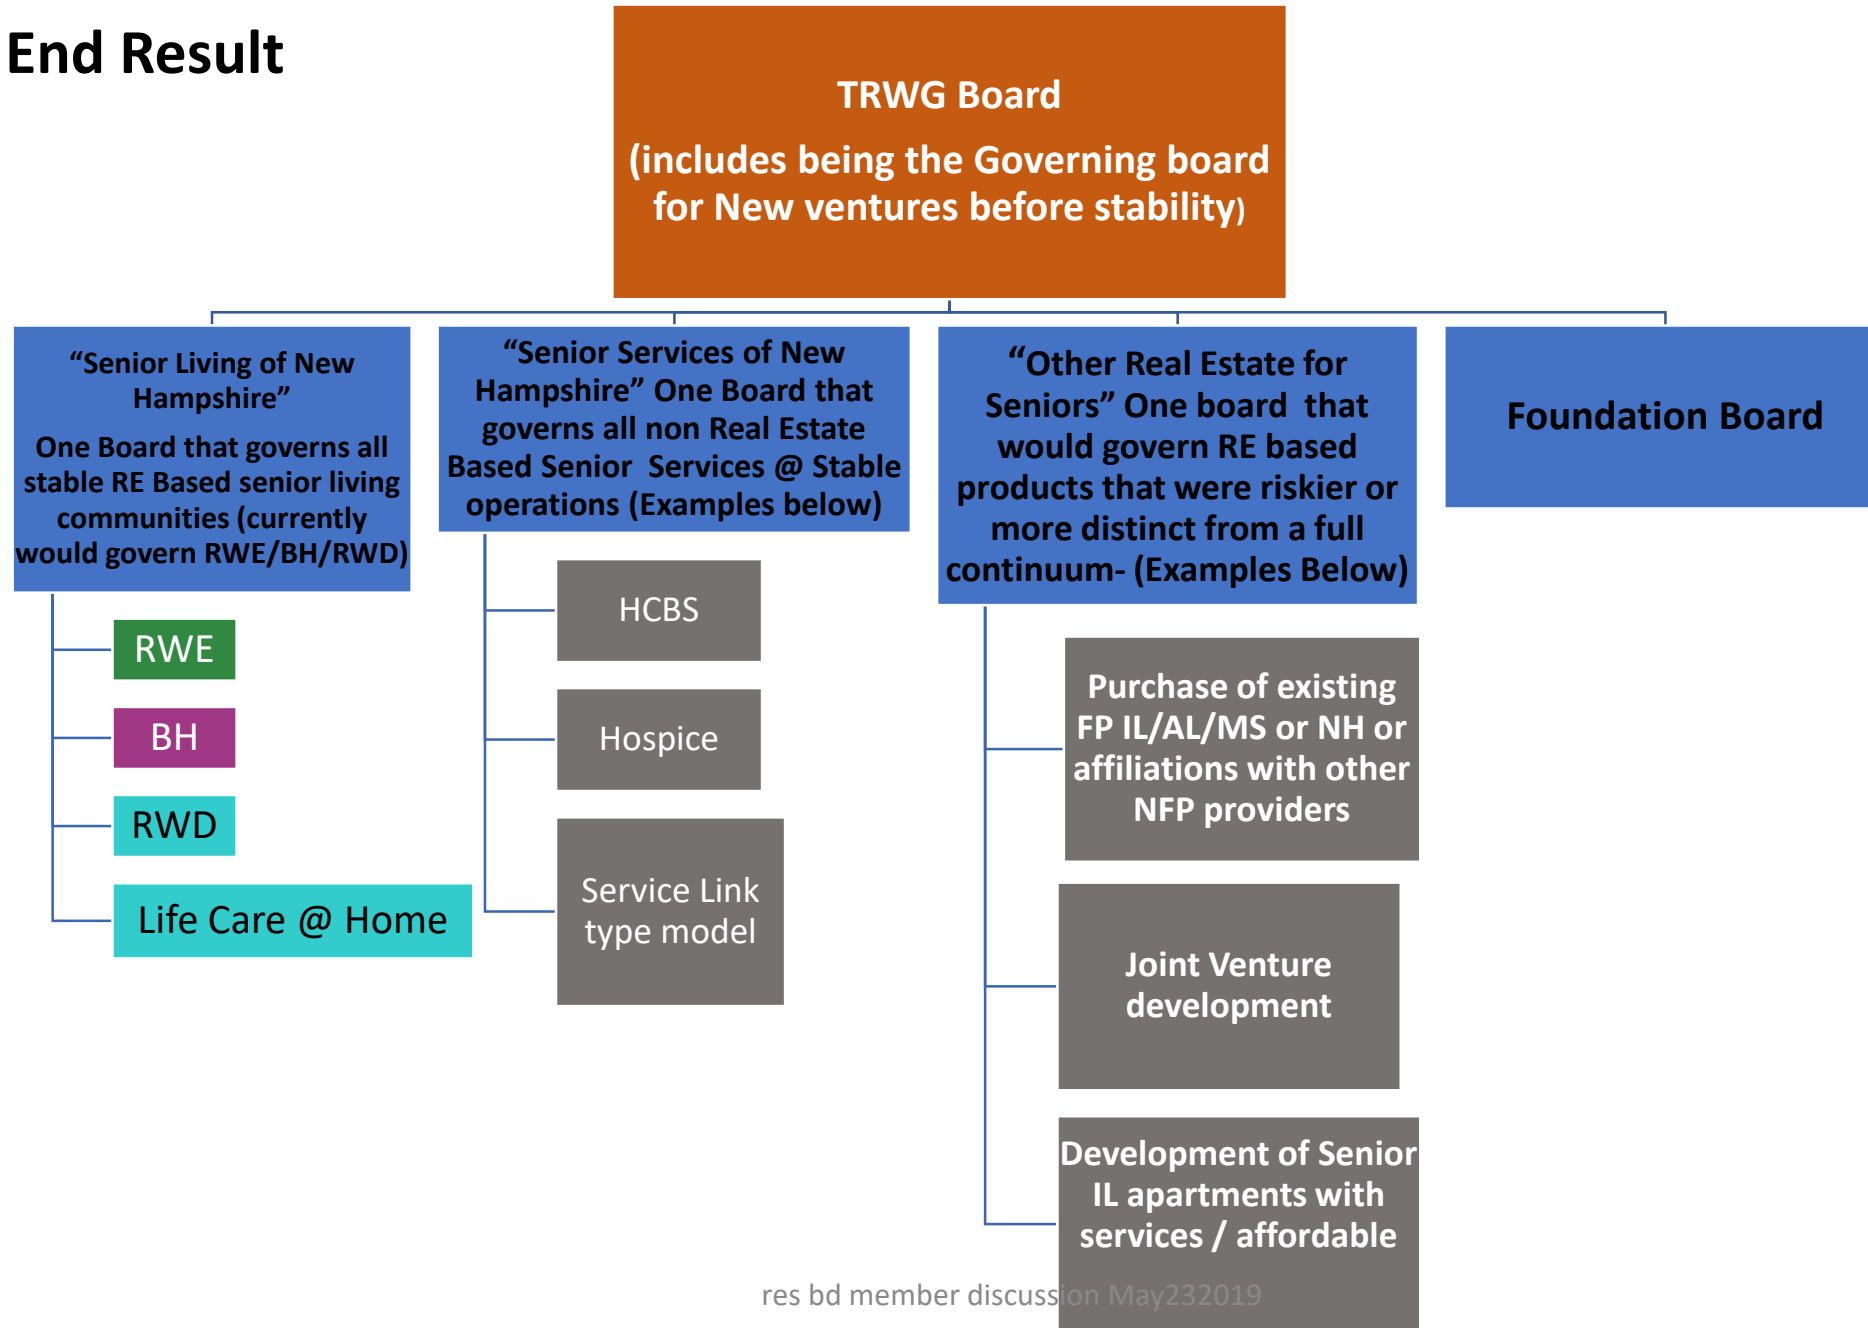 End Result
TRWG Board
(includes being the Governing board
for New ventures before stability)
“Senior Living of New
Hampshire”
One Board that governs all
stable RE Based senior living
communities (currently
would govern RWE/BH/RWD)
RWE
BH
RWD
Life Care @ Home
“Senior Services of New
Hampshire” One Board that
governs all non Real Estate
Based Senior Services @ Stable
operations (Examples below)
HCBS
Hospice
Service Link
type model
“Other Real Estate for
Seniors” One board that
would govern RE based
products that were riskier or
more distinct from a full
continuum- (Examples Below)
Purchase of existing
FP IL/AL/MS or NH or
affiliations with other
NFP providers
Joint Venture
development
Development of Senior
IL apartments with
services / affordable
Foundation Board
res bd member discussion May232019